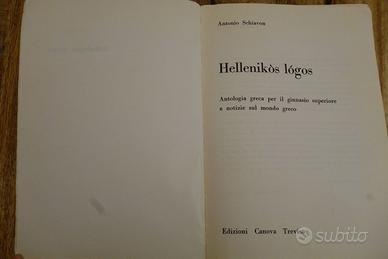 Antonio Schiavon
Hellenikòs lógos
Antologia greca per il ginnasio superiore
e notizie sul mondo greco
Edizioni Canova Treviso
subito